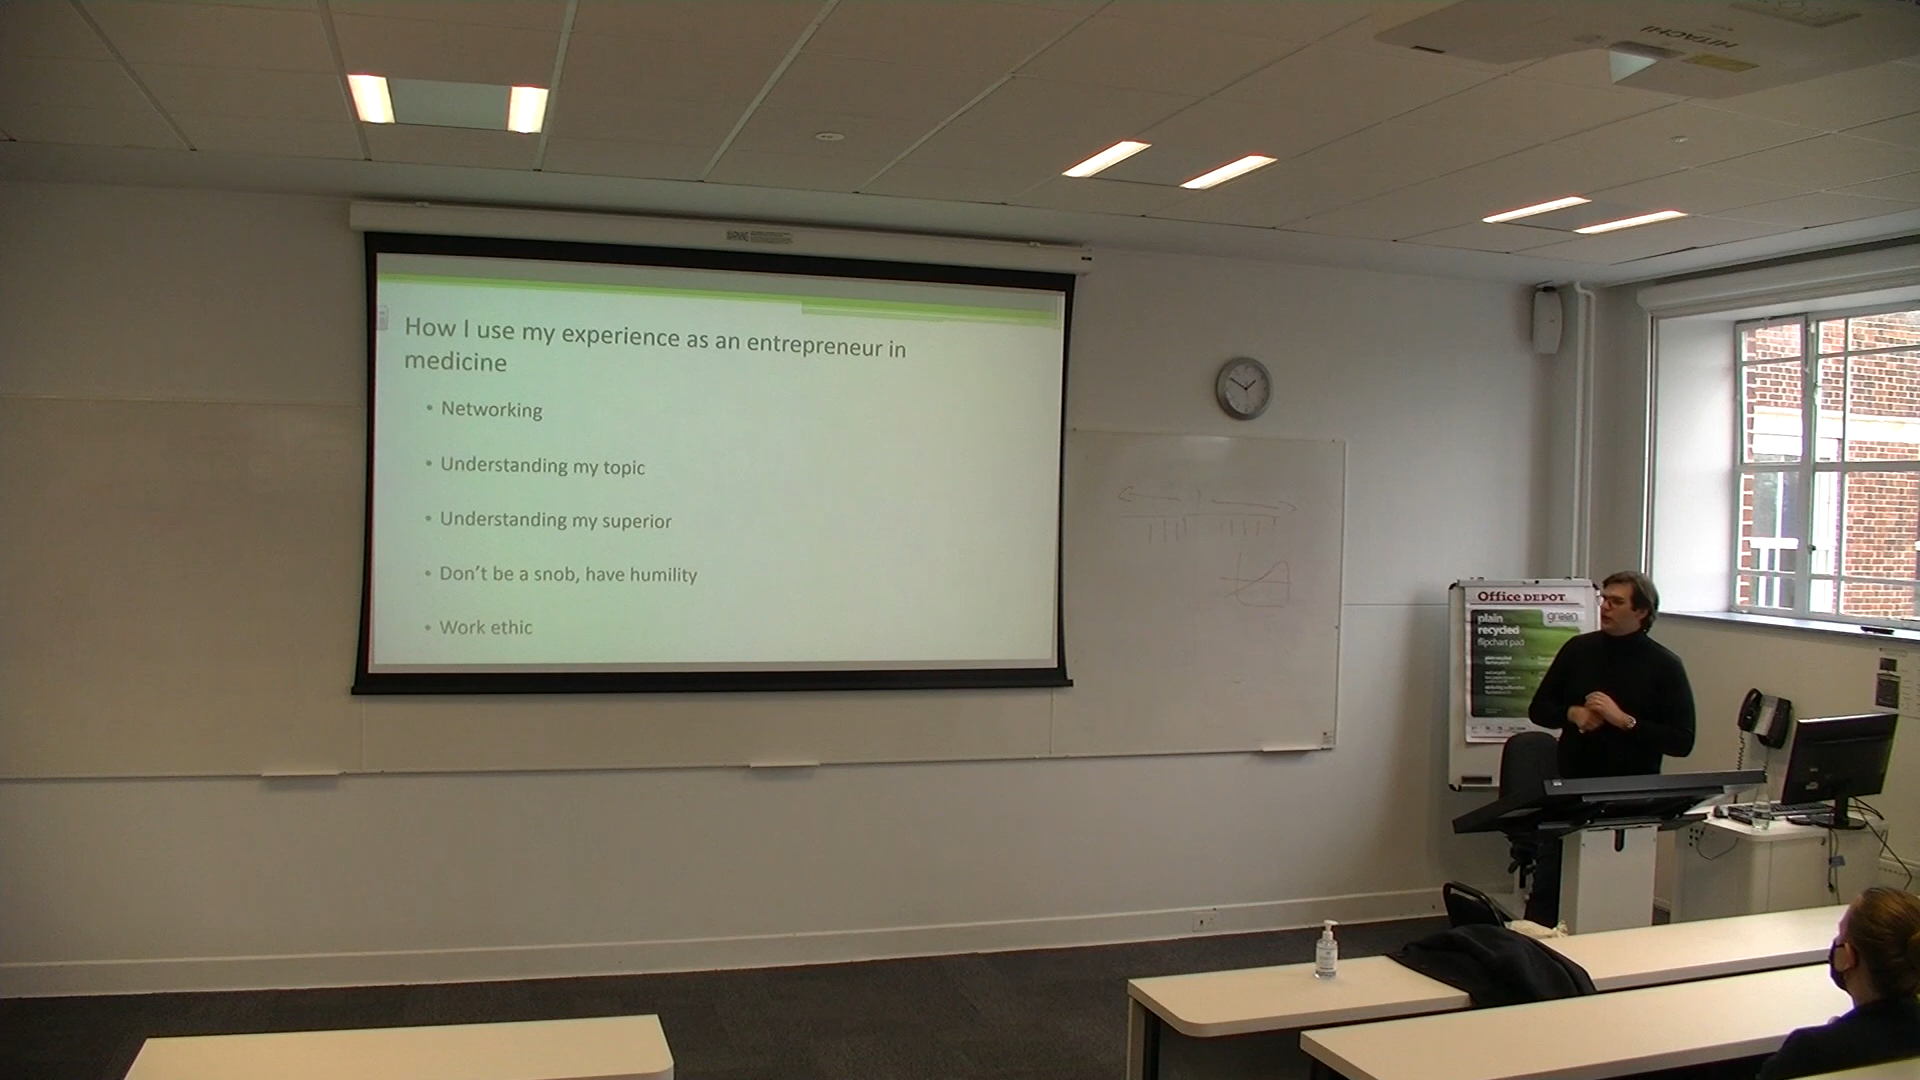 HITACHI
How I use my experience as an entrepreneur in
medicine
• Networking
• Understanding my topic
• Understanding my superior
• Don't be a snob, have humility
• Work ethic
Office DEPOT
green
plain
recycled
flipchart pad